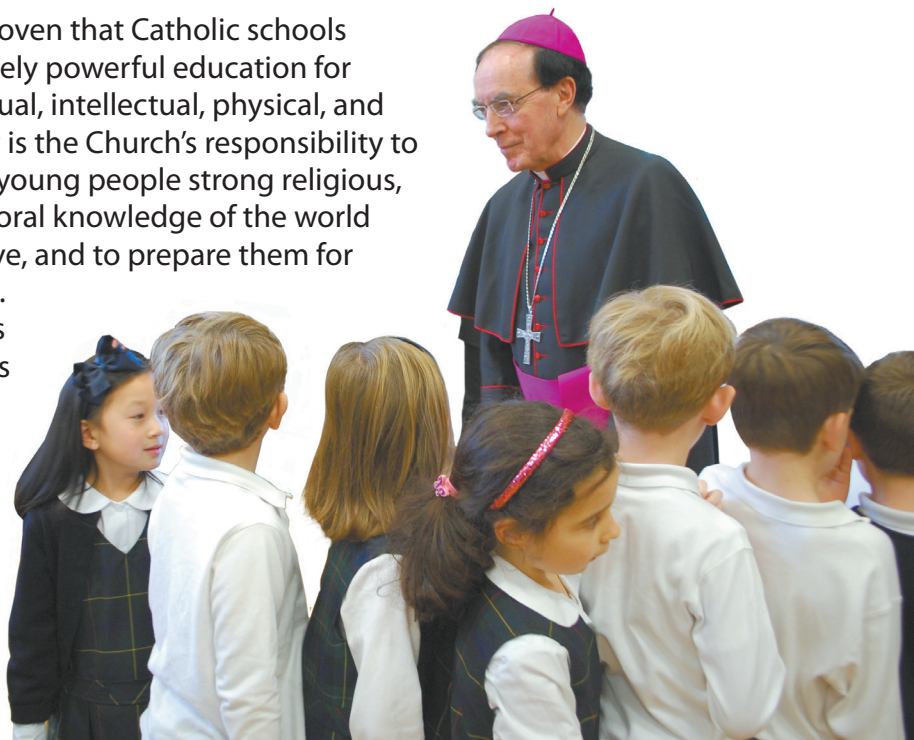 oven that Catholic schools
ely powerful education for
ual, intellectual, physical, and
is the Church’s responsibility to
young people strong religious,
oral knowledge of the world
ve, and to prepare them for
.
s
s